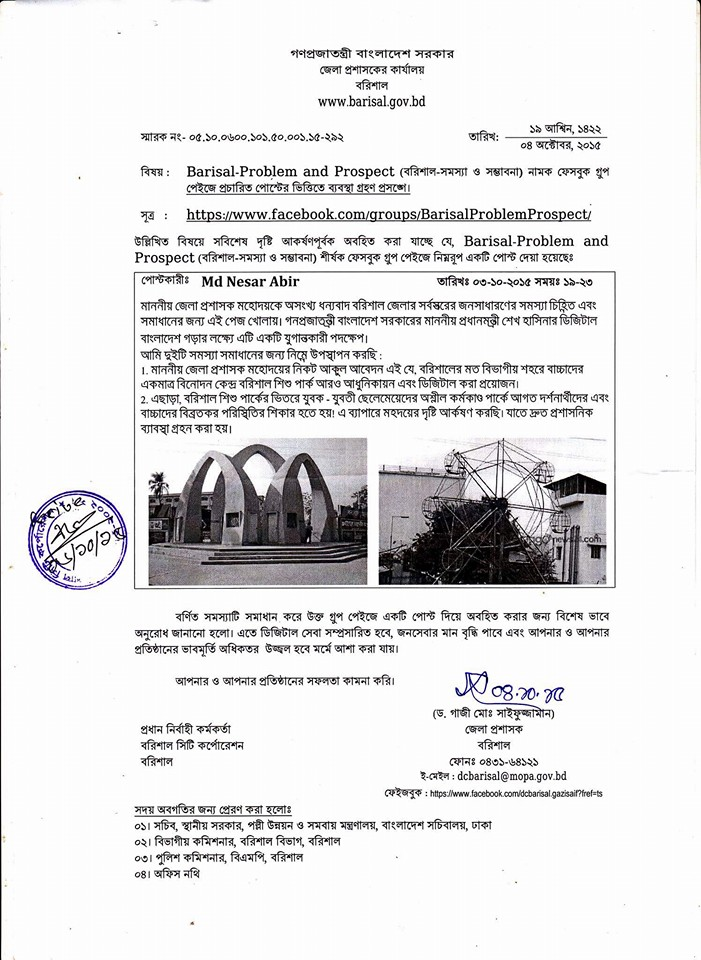 গণপ্রজাতন্ত্রী বাংলাদেশ সরকার
জেলা প্রশাসকের কার্যালয়
বরিশাল
www.barisal.gov.bd
স্মারক নং- ০৫.১০.০৬০০.১০১.৫০.০০১.১৫-২৯২
তারিখ: ১৯ আশ্বিন, ১৪২২
০৪ অক্টোবর, ২০১৫
বিষয় : Barisal-Problem and Prospect (বরিশাল-সমস্যা ও সম্ভাবনা) নামক ফেসবুক গ্রুপ
পেইজে প্রচারিত পোস্টের ভিত্তিতে ব্যবস্থা গ্রহণ প্রসঙ্গে।
সূত্র : https://www.facebook.com/groups/BarisalProblemProspect/
উল্লিখিত বিষয়ে সবিশেষ দৃষ্টি আকর্ষণপূর্বক অবহিত করা যাচ্ছে যে, Barisal-Problem and
Prospect (বরিশাল-সমস্যা ও সম্ভাবনা) শীর্ষক ফেসবুক গ্রুপ পেইজে নিম্নরূপ একটি পোস্ট দেয়া হয়েছেঃ
পোস্টকারীঃ Md Nesar Abir তারিখঃ ০৩-১০-২০১৫ সময়ঃ ১৯-২৩
মাননীয় জেলা প্রশাসক মহোদয়কে অসংখ্য ধন্যবাদ বরিশাল জেলার সর্বস্তরের জনসাধারণের সমস্যা চিহ্নিত এবং
সমাধানের জন্য এই পেজ খোলায়। গনপ্রজাতন্ত্রী বাংলাদেশ সরকারের মাননীয় প্রধানমন্ত্রী শেখ হাসিনার ডিজিটাল
বাংলাদেশ গড়ার লক্ষ্যে এটি একটি যুগান্তকারী পদক্ষেপ।
আমি দুইটি সমস্যা সমাধানের জন্য নিম্নে উপস্থাপন করছি :
1. মাননীয় জেলা প্রশাসক মহোদয়ের নিকট আকুল আবেদন এই যে, বরিশালের মত বিভাগীয় শহরে বাচ্চাদের
একমাত্র বিনোদন কেন্দ্র বরিশাল শিশু পার্ক আরও আধুনিকায়ন এবং ডিজিটাল করা প্রয়োজন।
2. এছাড়া, বরিশাল শিশু পার্কের ভিতরে যুবক - যুবতী ছেলেমেয়েদের অশ্লীল কর্মকাণ্ড পার্কে আগত দর্শনার্থীদের এবং
বাচ্চাদের বিব্রতকর পরিস্থিতির শিকার হতে হয়! এ ব্যাপারে মহদয়ের দৃষ্টি আকর্ষণ করছি। যাতে দ্রুত প্রশাসনিক
ব্যাবস্থা গ্রহন করা হয়।
বর্ণিত সমস্যাটি সমাধান করে উক্ত গ্রুপ পেইজে একটি পোস্ট দিয়ে অবহিত করার জন্য বিশেষ ভাবে
অনুরোধ জানানো হলো। এতে ডিজিটাল সেবা সম্প্রসারিত হবে, জনসেবার মান বৃদ্ধি পাবে এবং আপনার ও আপনার
প্রতিষ্ঠানের ভাবমূর্তি অধিকতর উজ্জল হবে মর্মে আশা করা যায়।
আপনার ও আপনার প্রতিষ্ঠানের সফলতা কামনা করি।
০৪.১০.১৫
(ড. গাজী মোঃ সাইফুজ্জামান)
প্রধান নির্বাহী কর্মকর্তা
জেলা প্রশাসক
বরিশাল সিটি কর্পোরেশন
বরিশাল
বরিশাল
ফোনঃ ০৪৩১-৬৪১২১
ই-মেইল : dcbarisal@mopa.gov.bd
ফেইজবুক : https://www.facebook.com/dcbarisal.gazisaif?fref=ts
সদয় অবগতির জন্য প্রেরণ করা হলোঃ
০১। সচিব, স্থানীয় সরকার, পল্লী উন্নয়ন ও সমবায় মন্ত্রণালয়, বাংলাদেশ সচিবালয়, ঢাকা
০২। বিভাগীয় কমিশনার, বরিশাল বিভাগ, বরিশাল
০৩। পুলিশ কমিশনার, বিএমপি, বরিশাল
০৪। অফিস নথি